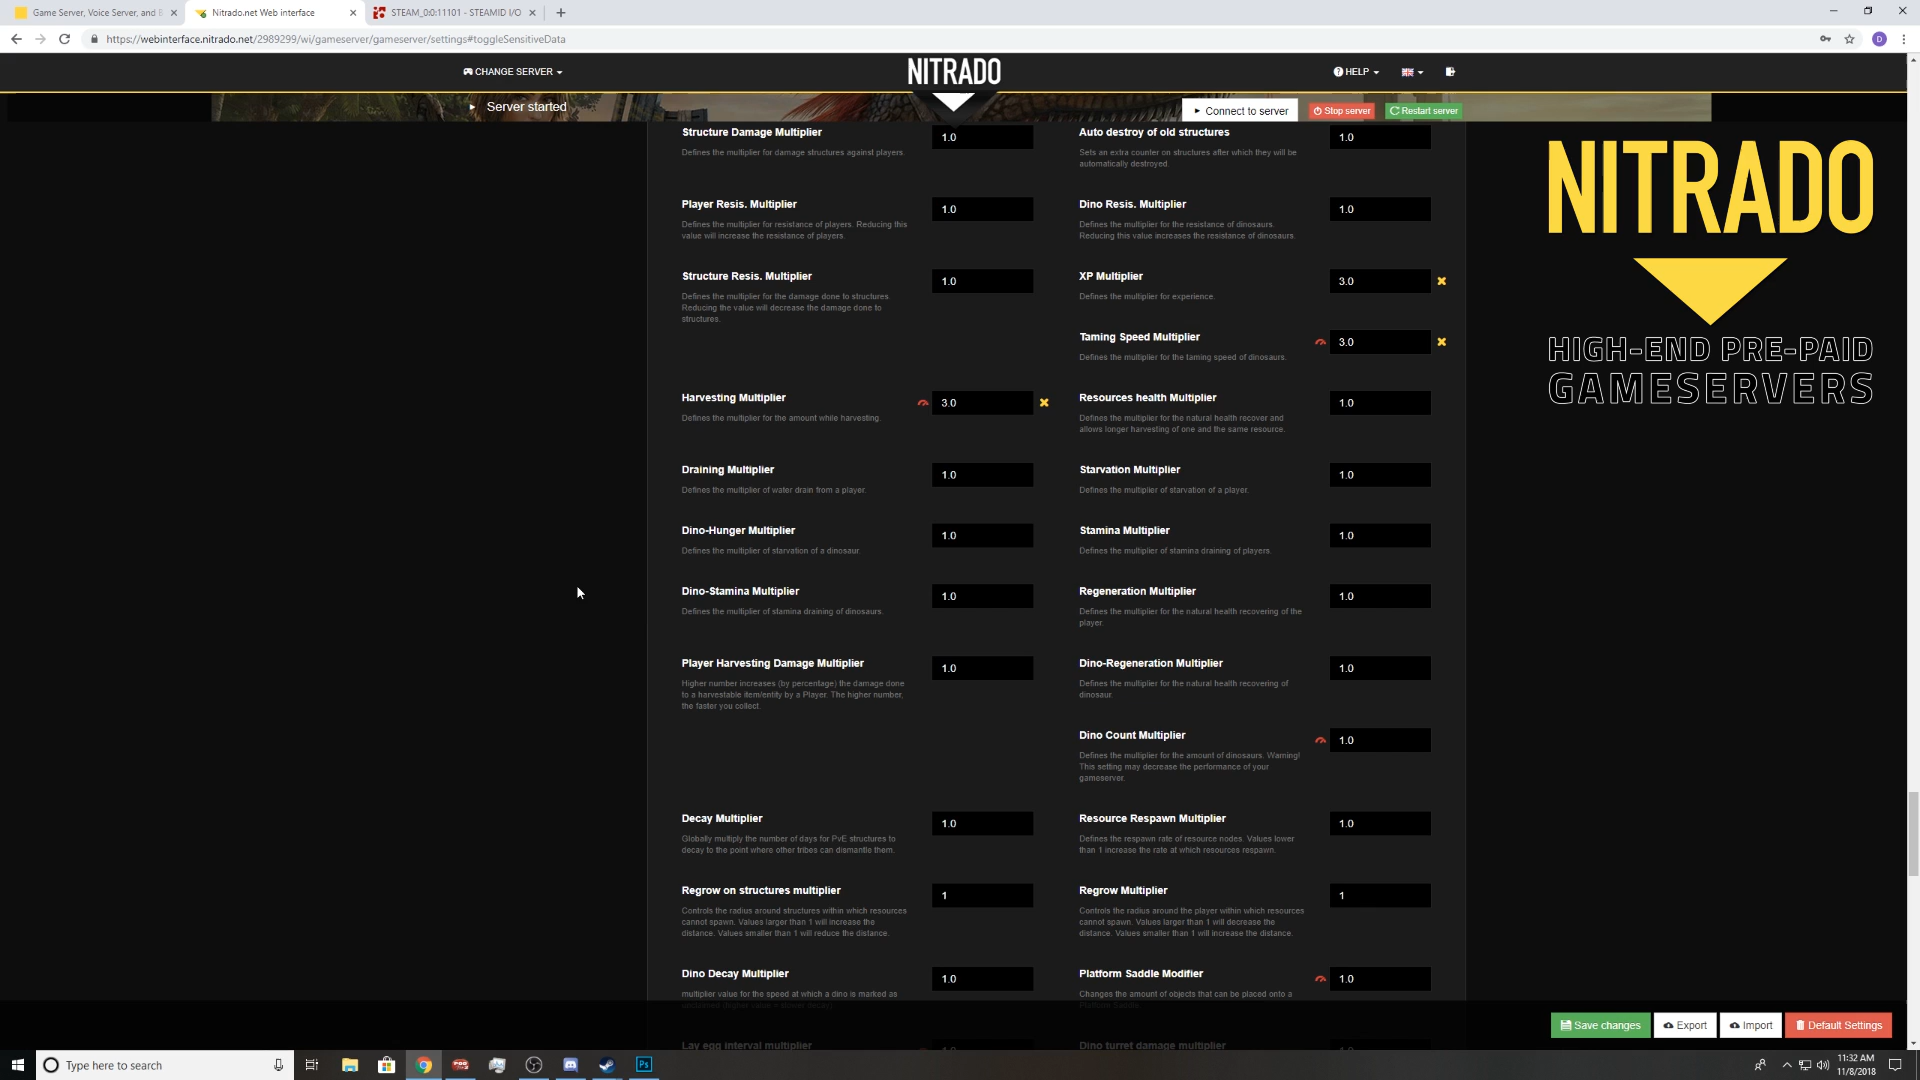 Game Server, Voice Server, and E
Nitrado.net Web interface
STEAM_0:0:11101 - STEAMID I/O
https://webinterface.nitrado.net/2989299/wi/gameserver/gameserver/settings#toggleSensitiveData
D
CHANGE SERVER
NITRADO
HELP
Server started
Connect to server
Stop server
Restart server
Structure Damage Multiplier
1.0
Defines the multiplier for damage structures against players.
Auto destroy of old structures
1.0
Sets an extra counter on structures after which they will be
automatically destroyed.
Player Resis. Multiplier
1.0
Defines the multiplier for resistance of players. Reducing this
value will increase the resistance of players.
Dino Resis. Multiplier
1.0
Defines the multiplier for the resistance of dinosaurs.
Reducing this value increases the resistance of dinosaurs.
Structure Resis. Multiplier
1.0
Defines the multiplier for the damage done to structures.
Reducing the value will decrease the damage done to
structures.
XP Multiplier
3.0
Defines the multiplier for experience.
Taming Speed Multiplier
3.0
Defines the multiplier for the taming speed of dinosaurs.
Harvesting Multiplier
3.0
Defines the multiplier for the amount while harvesting.
Resources health Multiplier
1.0
Defines the multiplier for the natural health recover and
allows longer harvesting of one and the same resource.
Draining Multiplier
1.0
Defines the multiplier of water drain from a player.
Starvation Multiplier
1.0
Defines the multiplier of starvation of a player.
Dino-Hunger Multiplier
1.0
Defines the multiplier of starvation of a dinosaur.
Stamina Multiplier
1.0
Defines the multiplier of stamina draining of players.
Dino-Stamina Multiplier
1.0
Defines the multiplier of stamina draining of dinosaurs.
Regeneration Multiplier
1.0
Defines the multiplier for the natural health recovering of the
player.
Player Harvesting Damage Multiplier
1.0
Higher number increases (by percentage) the damage done
to a harvestable item/entity by a Player. The higher number,
the faster you collect.
Dino-Regeneration Multiplier
1.0
Defines the multiplier for the natural health recovering of
dinosaur.
Dino Count Multiplier
1.0
Defines the multiplier for the amount of dinosaurs. Warning!
This setting may decrease the performance of your
gameserver.
Decay Multiplier
1.0
Globally multiply the number of days for PvE structures to
decay to the point where other tribes can dismantle them.
Resource Respawn Multiplier
1.0
Defines the respawn rate of resource nodes. Values lower
than 1 increase the rate at which resources respawn.
Regrow on structures multiplier
1
Controls the radius around structures within which resources
cannot spawn. Values larger than 1 will increase the
distance. Values smaller than 1 will reduce the distance.
Regrow Multiplier
1
Controls the radius around the player within which resources
cannot spawn. Values larger than 1 will decrease the
distance. Values smaller than 1 will increase the distance.
Dino Decay Multiplier
1.0
multiplier value for the speed at which a dino is marked as
Platform Saddle Modifier
1.0
Changes the amount of objects that can be placed onto a
Platform Saddle.
Lay egg interval multiplier
1.0
Dino turret damage multiplier
1.0
NITRADO
HIGH-END PRE-PAID
GAMESERVERS
Save changes
Export
Import
Default Settings
Type here to search
Ps
11:32 AM
11/8/2018